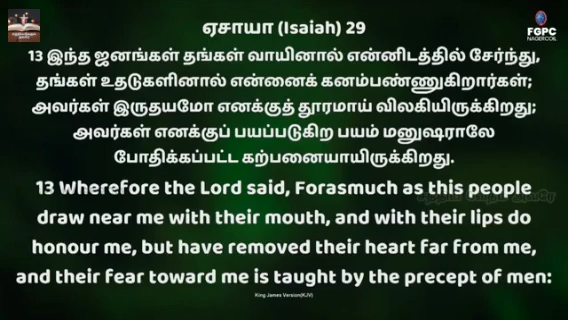 FGPC
NAGERCOIL
ஏசாயா (Isaiah) 29
13 இந்த ஜனங்கள் தங்கள் வாயினால் என்னிடத்தில் சேர்ந்து,
தங்கள் உதடுகளினால் என்னைக் கனம்பண்ணுகிறார்கள்;
அவர்கள் இருதயமோ எனக்குத் தூரமாய் விலகியிருக்கிறது;
அவர்கள் எனக்குப் பயப்படுகிற பயம் மனுஷராலே
போதிக்கப்பட்ட கற்பனையாயிருக்கிறது.
13 Wherefore the Lord said, Forasmuch as this people
draw near me with their mouth, and with their lips do
honour me, but have removed their heart far from me,
and their fear toward me is taught by the precept of men:
King James Version(KJV)